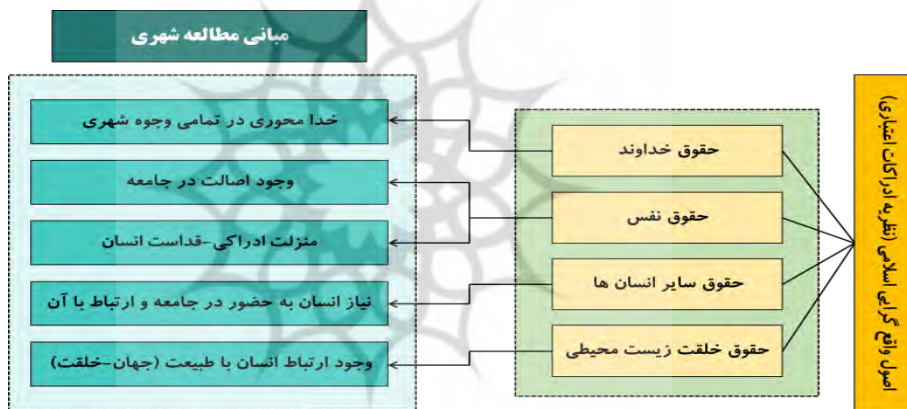 مبانی مطالعه شهری
اصول واقع گرایی اسلامی (نظریه ادراکات اعتباری)
حقوق خداوند
حقوق نفس
حقوق سایر انسان ها
حقوق خلقت زیست محیطی
خدا محوری در تمامی وجوه شهری
وجود اصالت در جامعه
منزلت ادراکی-قداست انسان
نیاز انسان به حضور در جامعه و ارتباط با آن
وجود ارتباط انسان با طبیعت (جهان-خلقت)